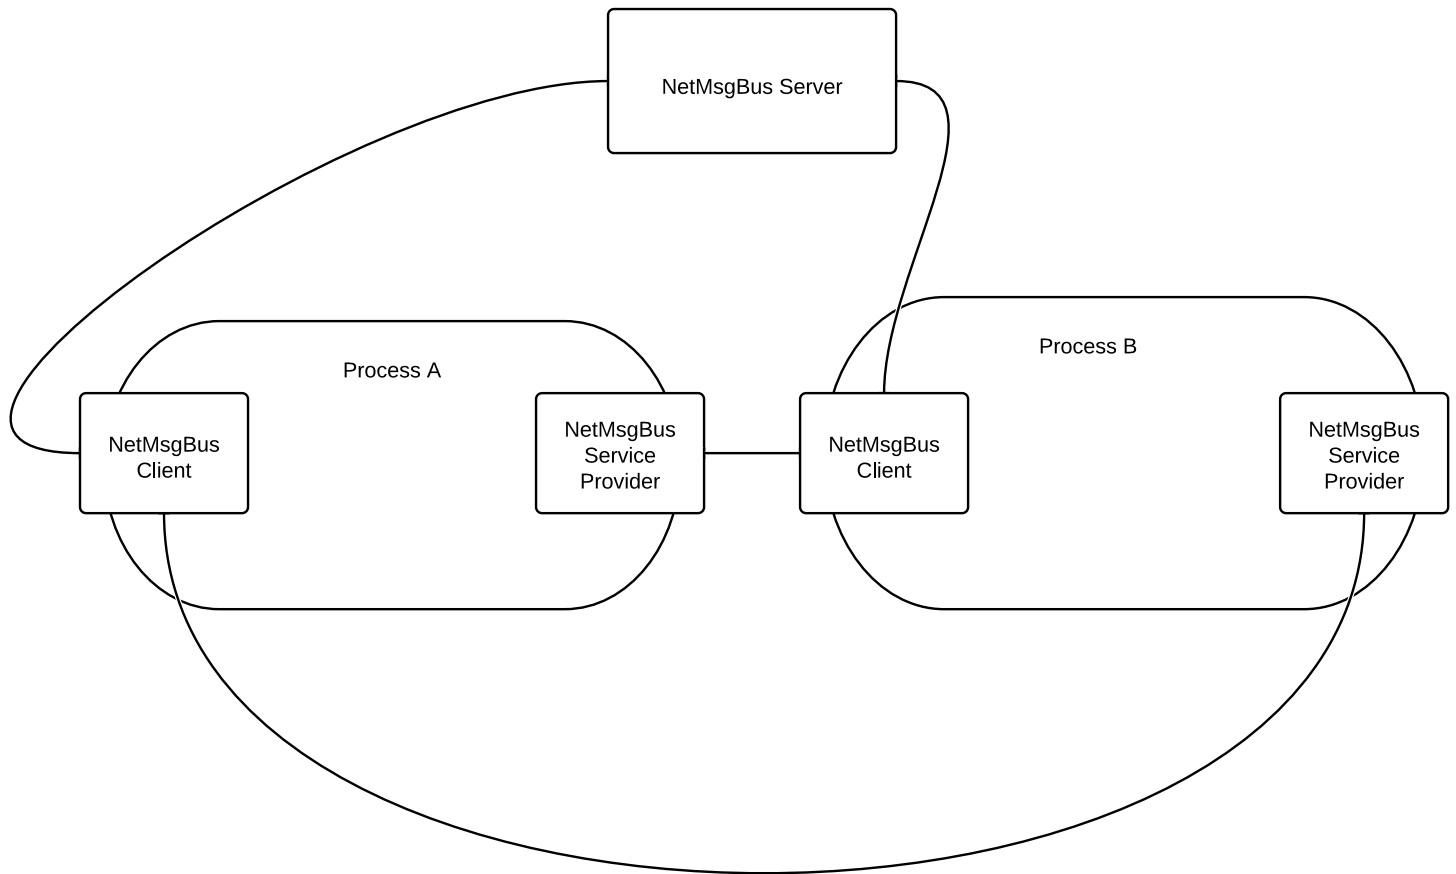 NetMsgBus Server
Process A
Process B
NetMsgBus
Client
NetMsgBus
Service
Provider
NetMsgBus
Client
NetMsgBus
Service
Provider